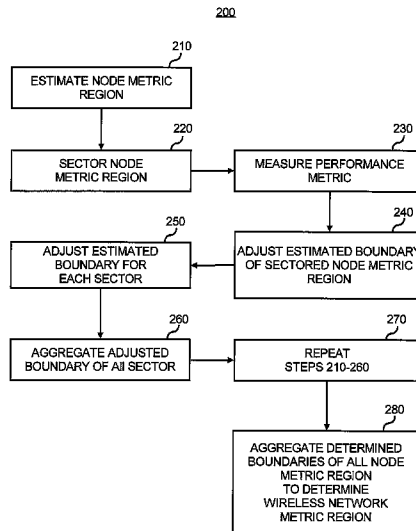 200
210
ESTIMATE NODE METRIC
REGION
220
SECTOR NODE
METRIC REGION
230
MEASURE PERFORMANCE
METRIC
240
ADJUST ESTIMATED BOUNDARY
OF SECTORED NODE METRIC
REGION
250
ADJUST ESTIMATED
BOUNDARY FOR
EACH SECTOR
260
AGGREGATE ADJUSTED
BOUNDARY OF All SECTOR
270
REPEAT
STEPS 210-260
280
AGGREGATE DETERMINED
BOUNDARIES OF ALL NODE
METRIC REGION
TO DETERMINE
WIRELESS NETWORK
METRIC REGION